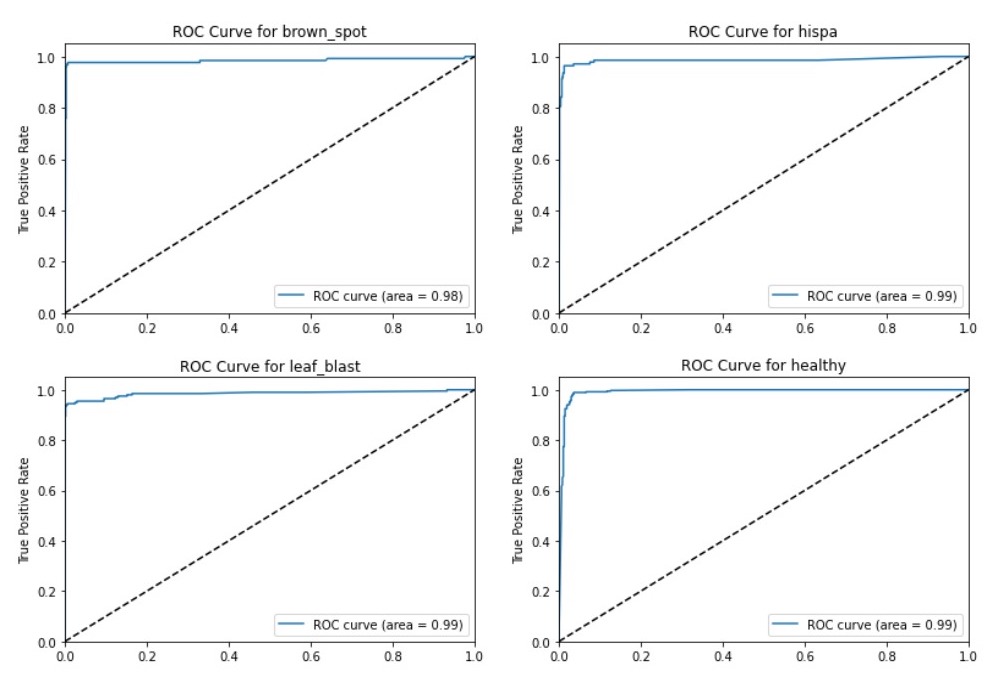 ROC Curve for brown_spot
True Positive Rate
1.0
0.8
0.6
0.4
0.2
0.0
0.0 0.2 0.4 0.6 0.8 1.0
ROC curve (area = 0.98)
ROC Curve for hispa
True Positive Rate
1.0
0.8
0.6
0.4
0.2
0.0
0.0 0.2 0.4 0.6 0.8 1.0
ROC curve (area = 0.99)
ROC Curve for leaf_blast
True Positive Rate
1.0
0.8
0.6
0.4
0.2
0.0
0.0 0.2 0.4 0.6 0.8 1.0
ROC curve (area = 0.99)
ROC Curve for healthy
True Positive Rate
1.0
0.8
0.6
0.4
0.2
0.0
0.0 0.2 0.4 0.6 0.8 1.0
ROC curve (area = 0.99)